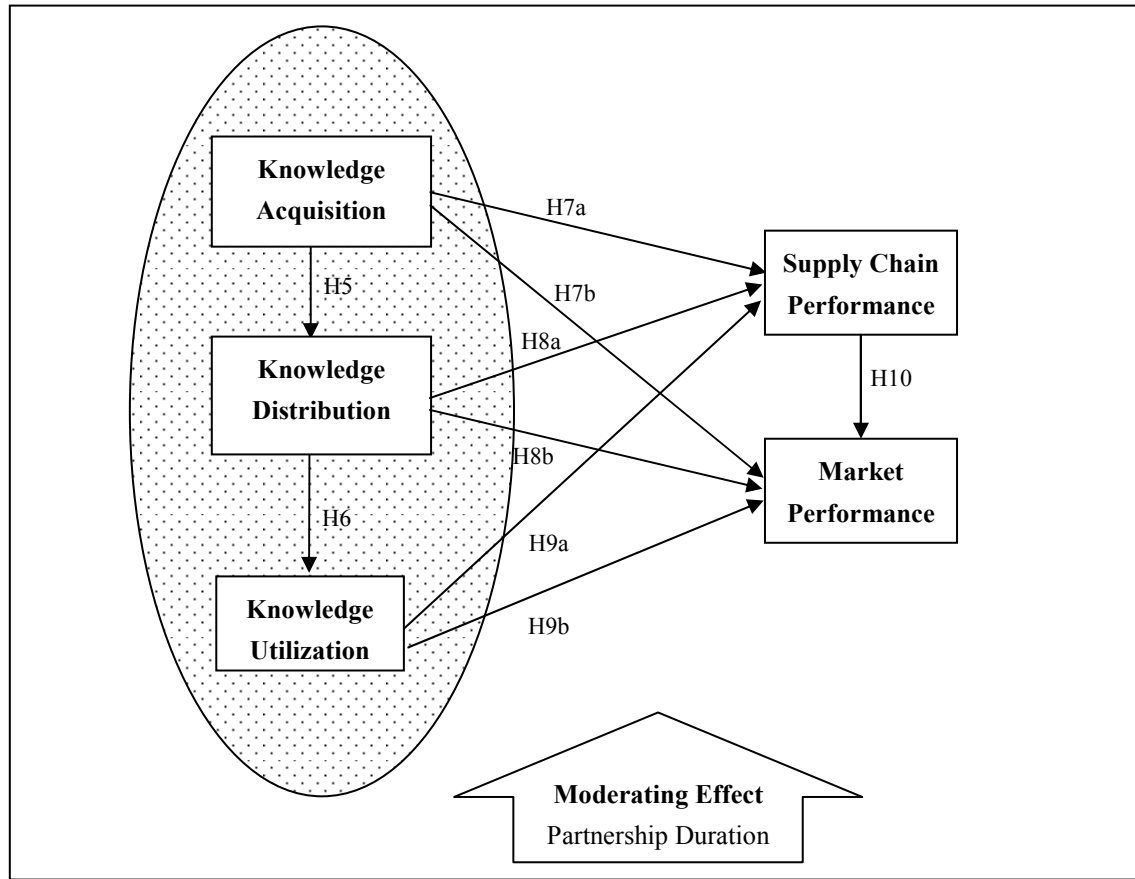 Knowledge
Acquisition
H7a
Supply Chain
Performance
H5
H7b
H8a
Knowledge
Distribution
H10
H8b
Market
Performance
H6
H9a
Knowledge
Utilization
H9b
Moderating Effect
Partnership Duration